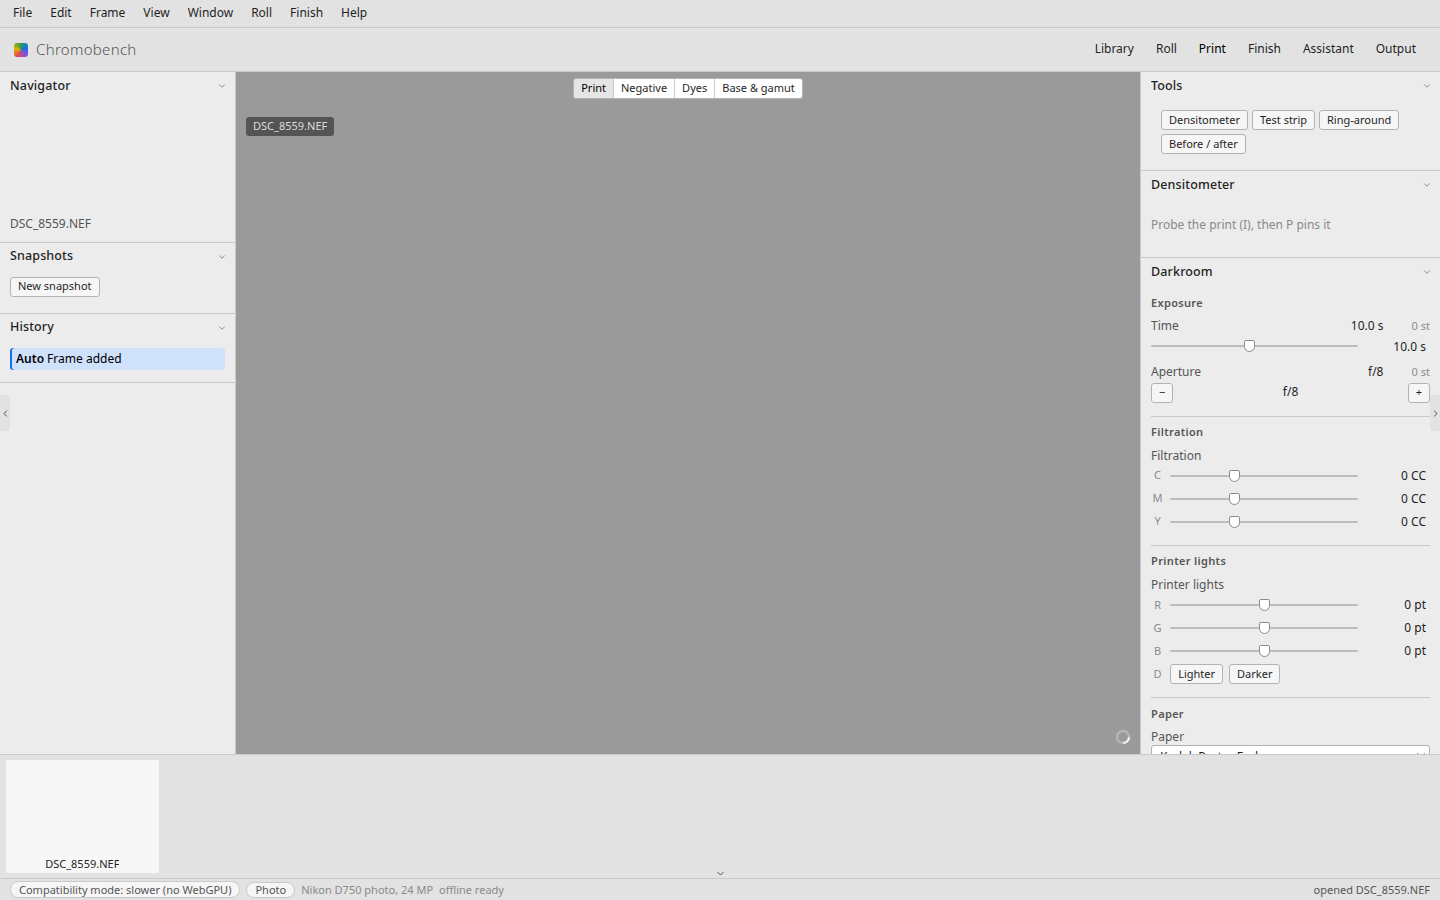 File Edit Frame View Window Roll Finish Help
Chromobench
Library Roll Print Finish Assistant Output
Navigator
DSC_8559.NEF
Snapshots
New snapshot
History
Auto Frame added
Print Negative Dyes Base & gamut
DSC_8559.NEF
Tools
Densitometer Test strip Ring-around
Before / after
Densitometer
Probe the print (I), then P pins it
Darkroom
Exposure
Time 10.0 s 0 st
10.0 s
Aperture f/8 0 st
− f/8 +
Filtration
Filtration
C 0 CC
M 0 CC
Y 0 CC
Printer lights
Printer lights
R 0 pt
G 0 pt
B 0 pt
D Lighter Darker
Paper
Paper
DSC_8559.NEF
Compatibility mode: slower (no WebGPU) Photo Nikon D750 photo, 24 MP offline ready
opened DSC_8559.NEF